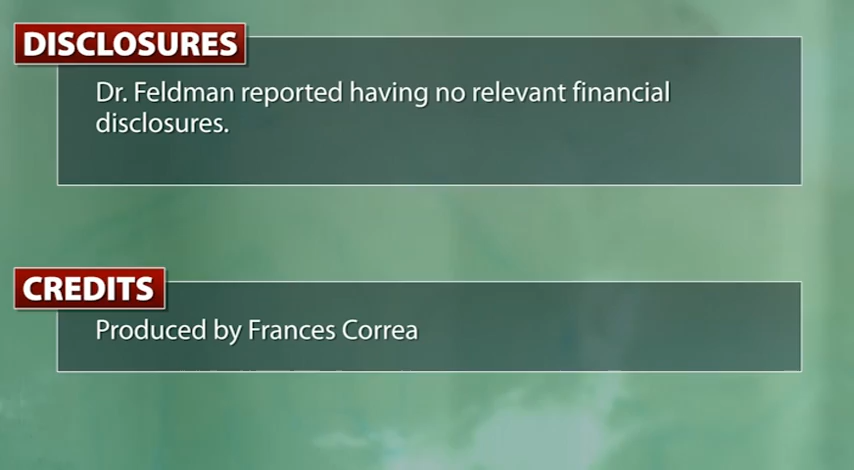 DISCLOSURES
Dr. Feldman reported having no relevant financial
disclosures.
CREDITS
Produced by Frances Correa